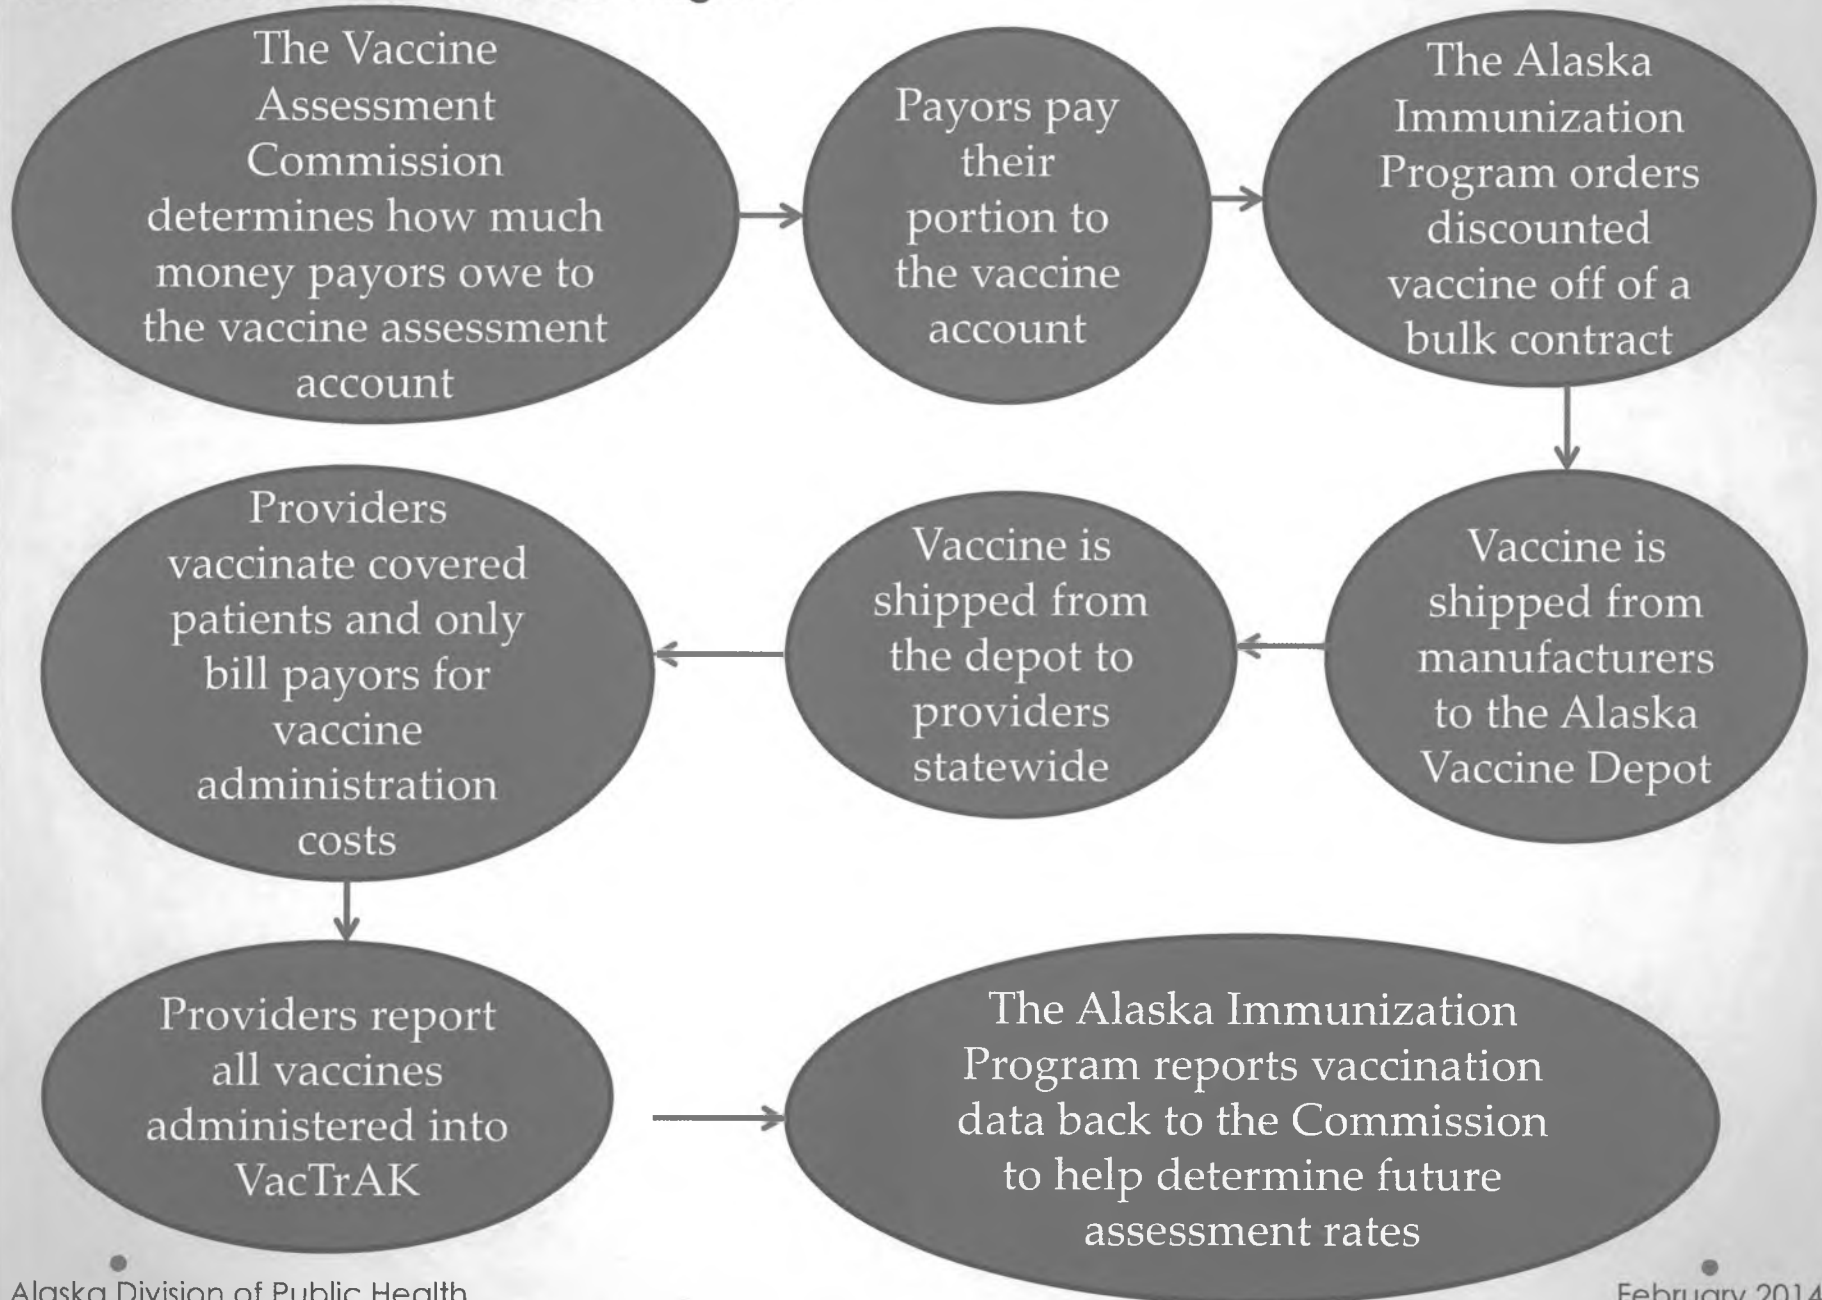 The Vaccine
Assessment
Commission
determines how much
money payors owe to
the vaccine assessment
account
Payors pay
their
portion to
the vaccine
account
The Alaska
Immunization
Program orders
discounted
vaccine off of a
bulk contract
Vaccine is
shipped from
manufacturers
to the Alaska
Vaccine Depot
Vaccine is
shipped from
the depot to
providers
statewide
Providers
vaccinate covered
patients and only
bill payors for
vaccine
administration
costs
Providers report
all vaccines
administered into
VacTrAK
The Alaska Immunization
Program reports vaccination
data back to the Commission
to help determine future
assessment rates
Alaska Division of Public Health
February 2014